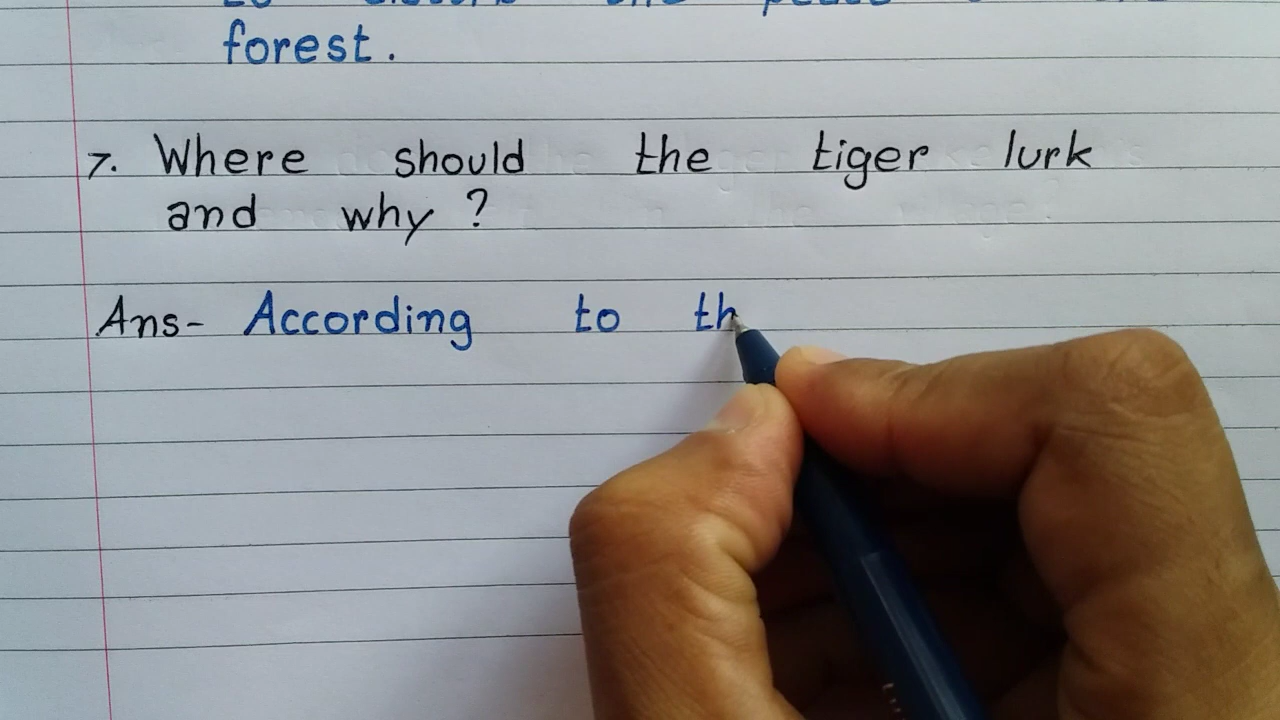 forest.
7. Where should the tiger lurk
and why ?
Ans- According to th